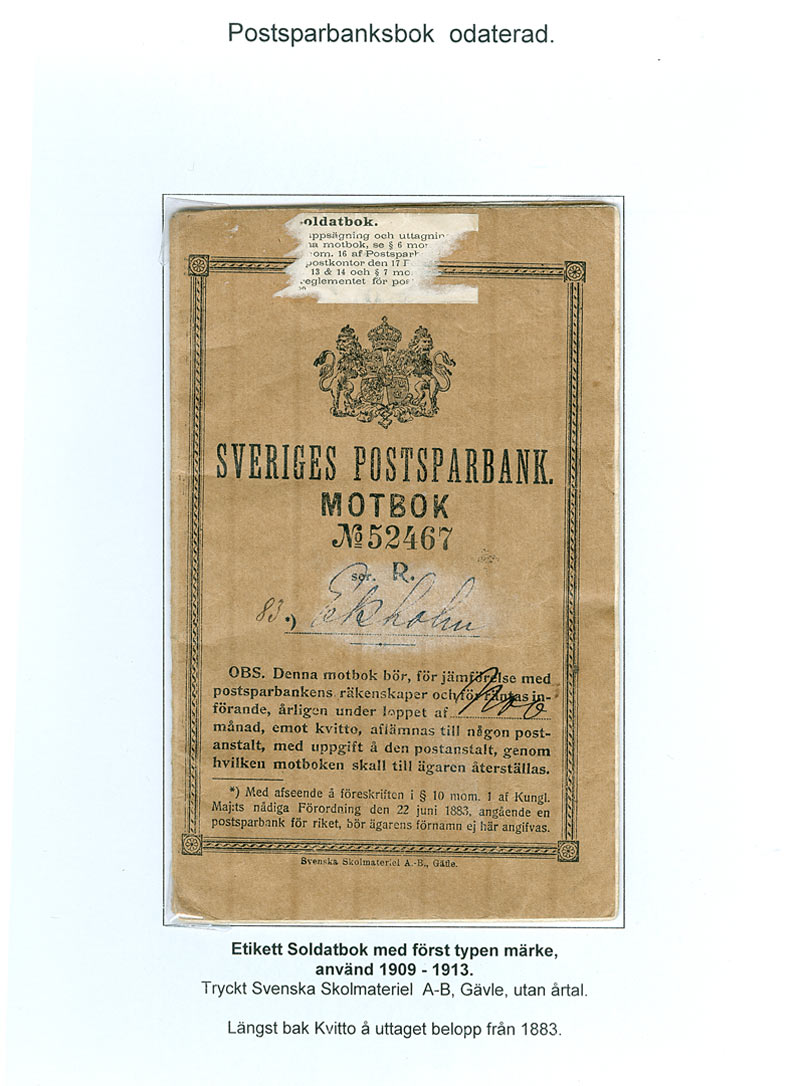 Postsparbanksbok odaterad.
oldatbok.
ppsägning och uttagnin
na motbok, se § 6 mo
om. 16 af Postspar
postkontor den 17
13 & 14 och § 7 mo
reglementet för po
SVERIGES POSTSPARBANK.
MOTBOK
№ 52467
ser. R.
83 *) Ekholm
OBS. Denna motbok bör, för jämförelse med
postsparbankens räkenskaper och förräntas in-
förande, årligen under loppet af Nov
månad, emot kvitto, aflämnas till någon post-
anstalt, med uppgift å den postanstalt, genom
hvilken motboken skall till ägaren återställas.
*) Med afseende å föreskriften i § 10 mom. 1 af Kungl.
Maj:ts nådiga Förordning den 22 juni 1883, angående en
postsparbank för riket, bör ägarens förnamn ej här angifvas.
Svenska Skolmateriel A.-B., Gäfle.
Etikett Soldatbok med först typen märke,
använd 1909 - 1913.
Tryckt Svenska Skolmateriel A-B, Gävle, utan årtal.
Längst bak Kvitto å uttaget belopp från 1883.